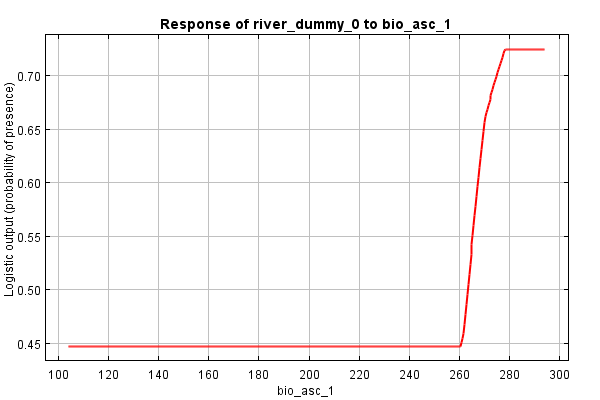 Response of river_dummy_0 to bio_asc_1
Logistic output (probability of presence)
0.70
0.65
0.60
0.55
0.50
0.45
100 120 140 160 180 200 220 240 260 280 300
bio_asc_1